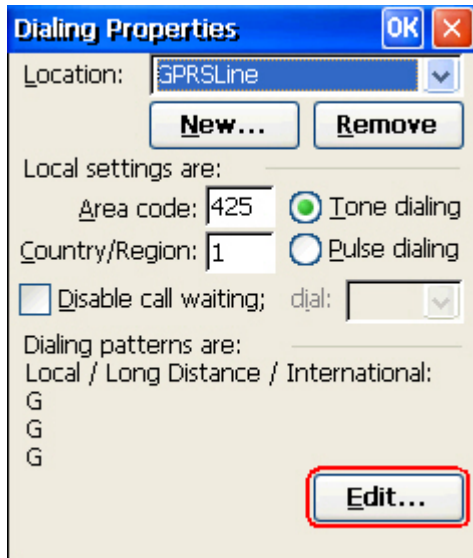 Dialing Properties OK
Location: GPRSLine
New... Remove
Local settings are:
Area code: 425 Tone dialing
Country/Region: 1 Pulse dialing
Disable call waiting; dial:
Dialing patterns are:
Local / Long Distance / International:
G
G
G
Edit...